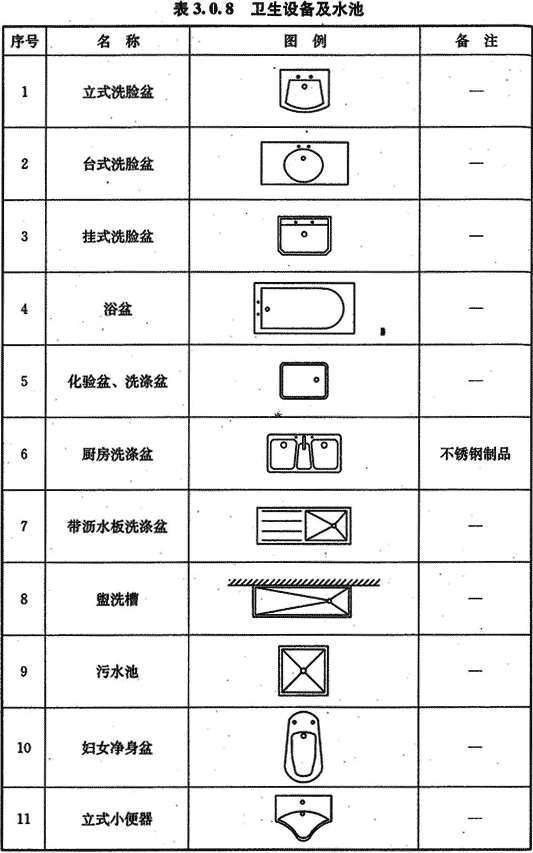 表 3.0.8 卫生设备及水池
序号 名 称 图 例 备 注
1 立式洗脸盆 —
2 台式洗脸盆 —
3 挂式洗脸盆 —
4 浴盆 —
5 化验盆、洗涤盆 —
6 厨房洗涤盆 不锈钢制品
7 带沥水板洗涤盆 —
8 盥洗槽 —
9 污水池 —
10 妇女净身盆 —
11 立式小便器 —